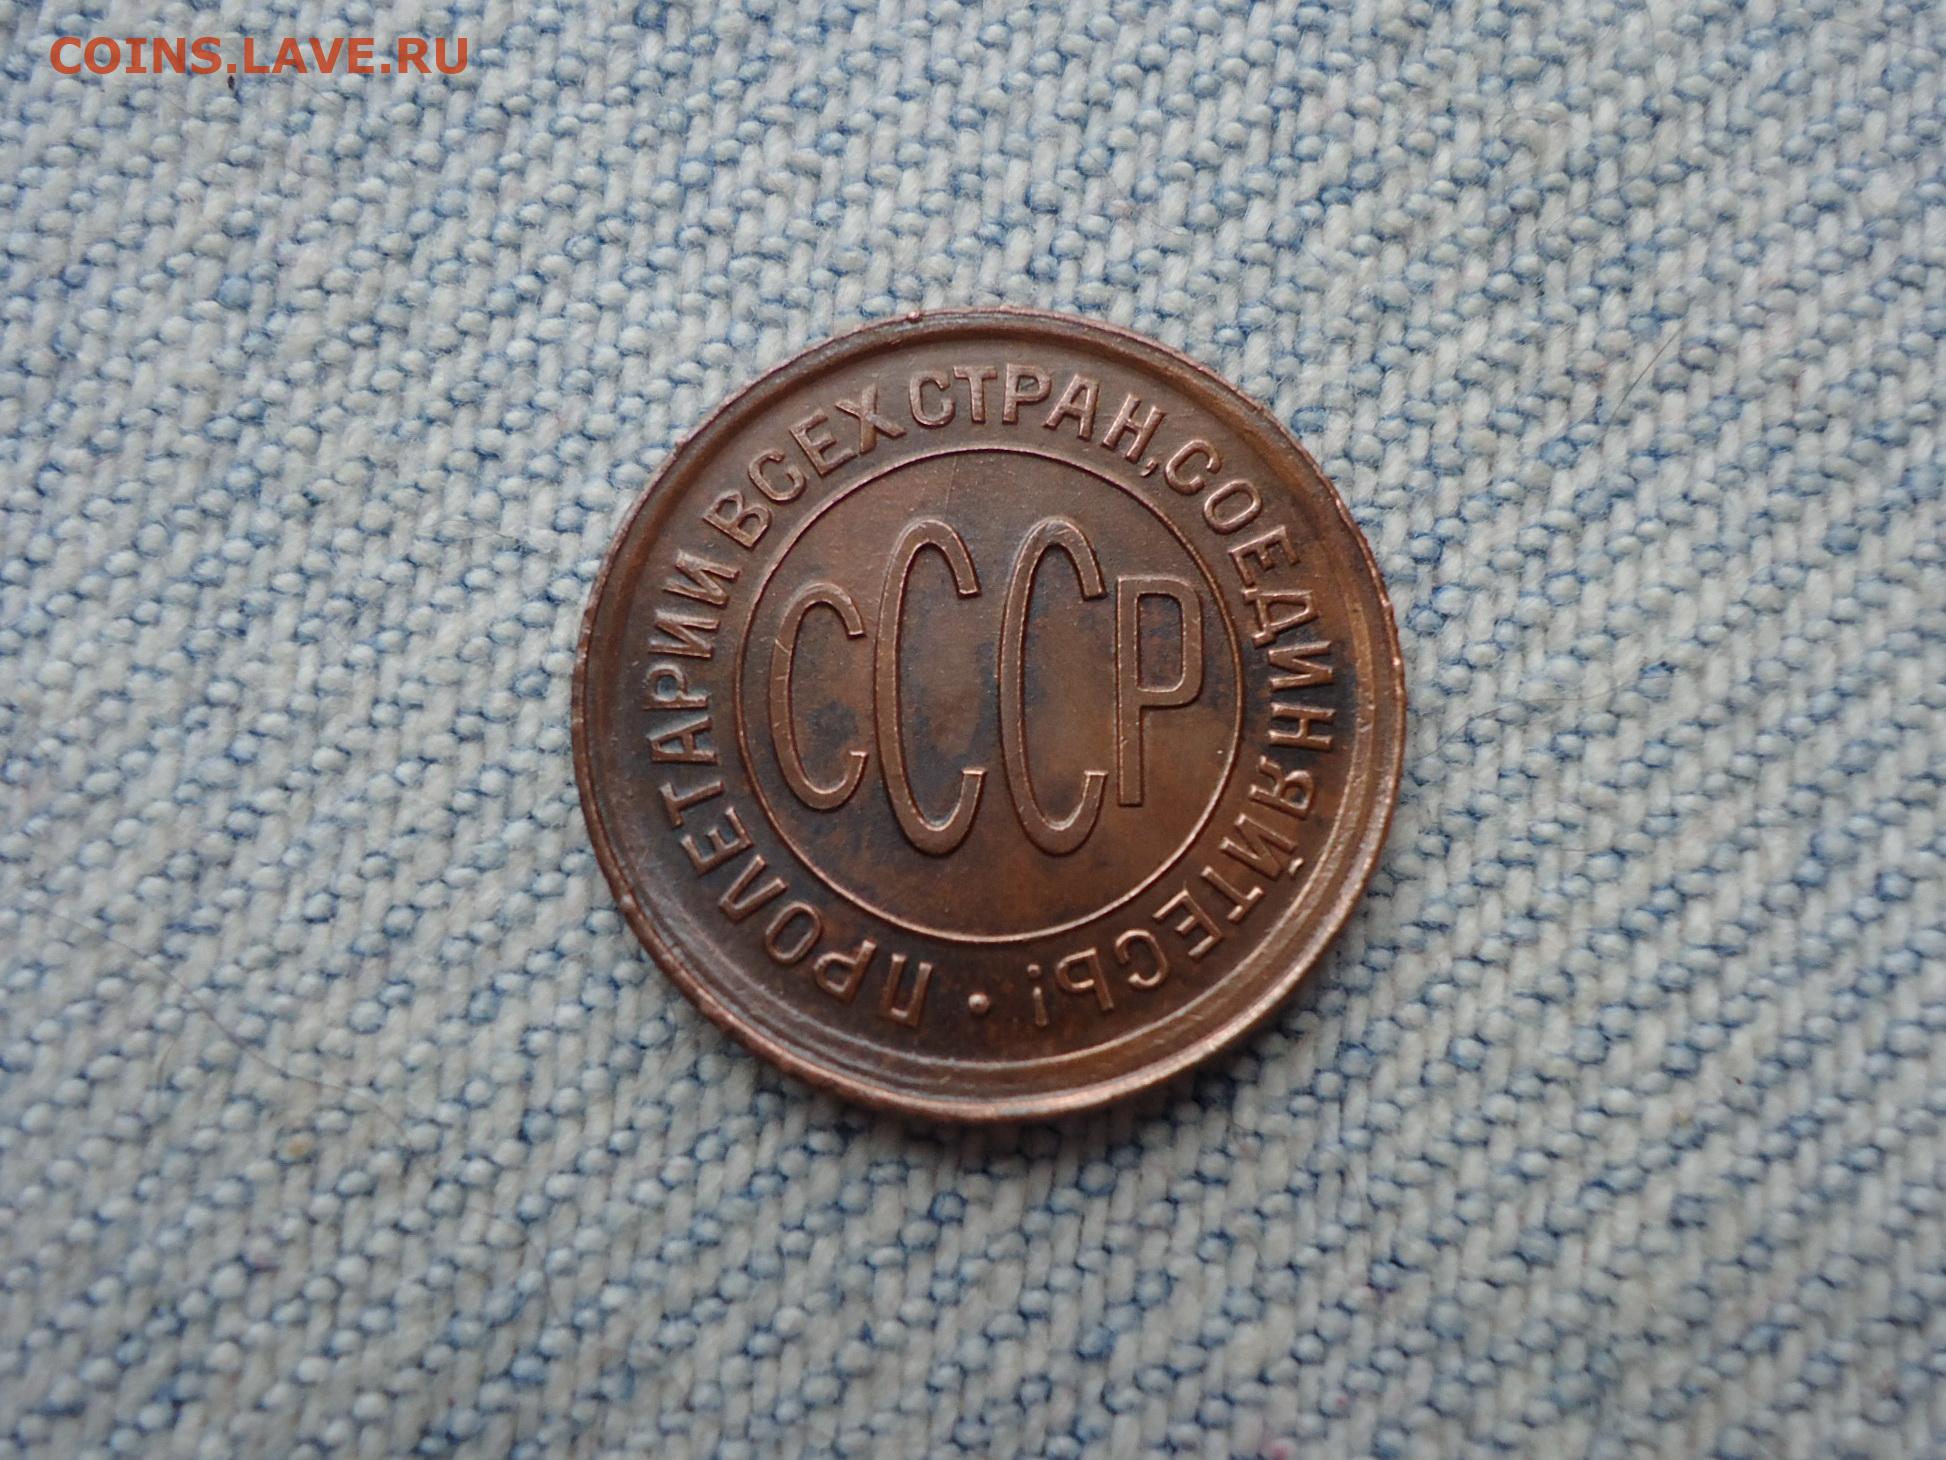 COINS.LAVE.RU
ПРОЛЕТАРИИ ВСЕХ СТРАН, СОЕДИНЯЙТЕСЬ! •
СССР